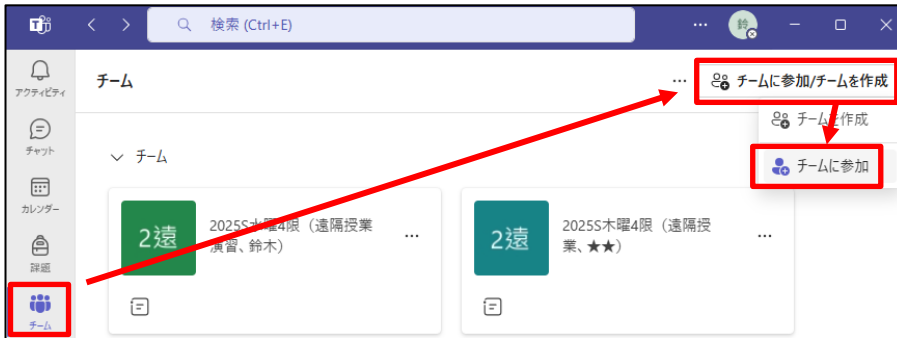 検索 (Ctrl+E)
鈴
アクティビティ
チーム
チームに参加/チームを作成
チームを作成
チャット
チーム
チームに参加
カレンダー
2遠
2025S水曜4限（遠隔授業
演習、鈴木）
2遠
2025S木曜4限（遠隔授
業、★★）
課題
チーム